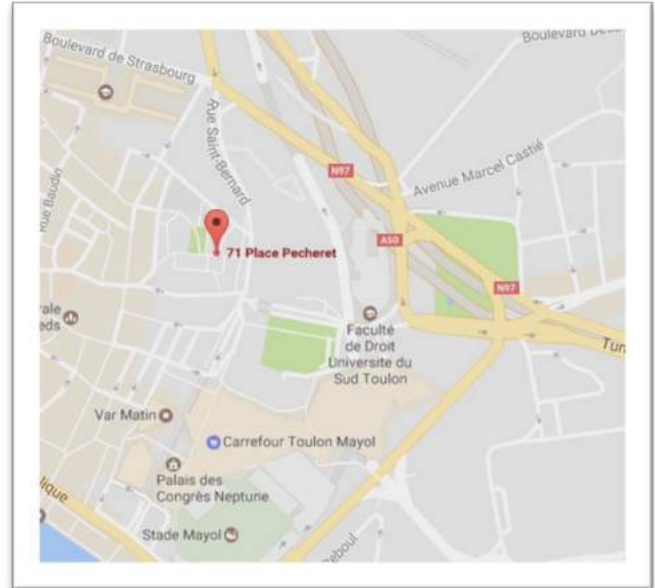 Boulevard de Strasbourg
Boulevard
Rue Saint-Bernard
N97
Avenue Marcel Castié
Rue Baudin
71 Place Pecheret
A50
N97
rale
eds
Faculté
de Droit
Universite du
Sud Toulon
Tun
Var Matin
Carrefour Toulon Mayol
Palais des
Congrès Neptune
lique
Stade Mayol
eboul